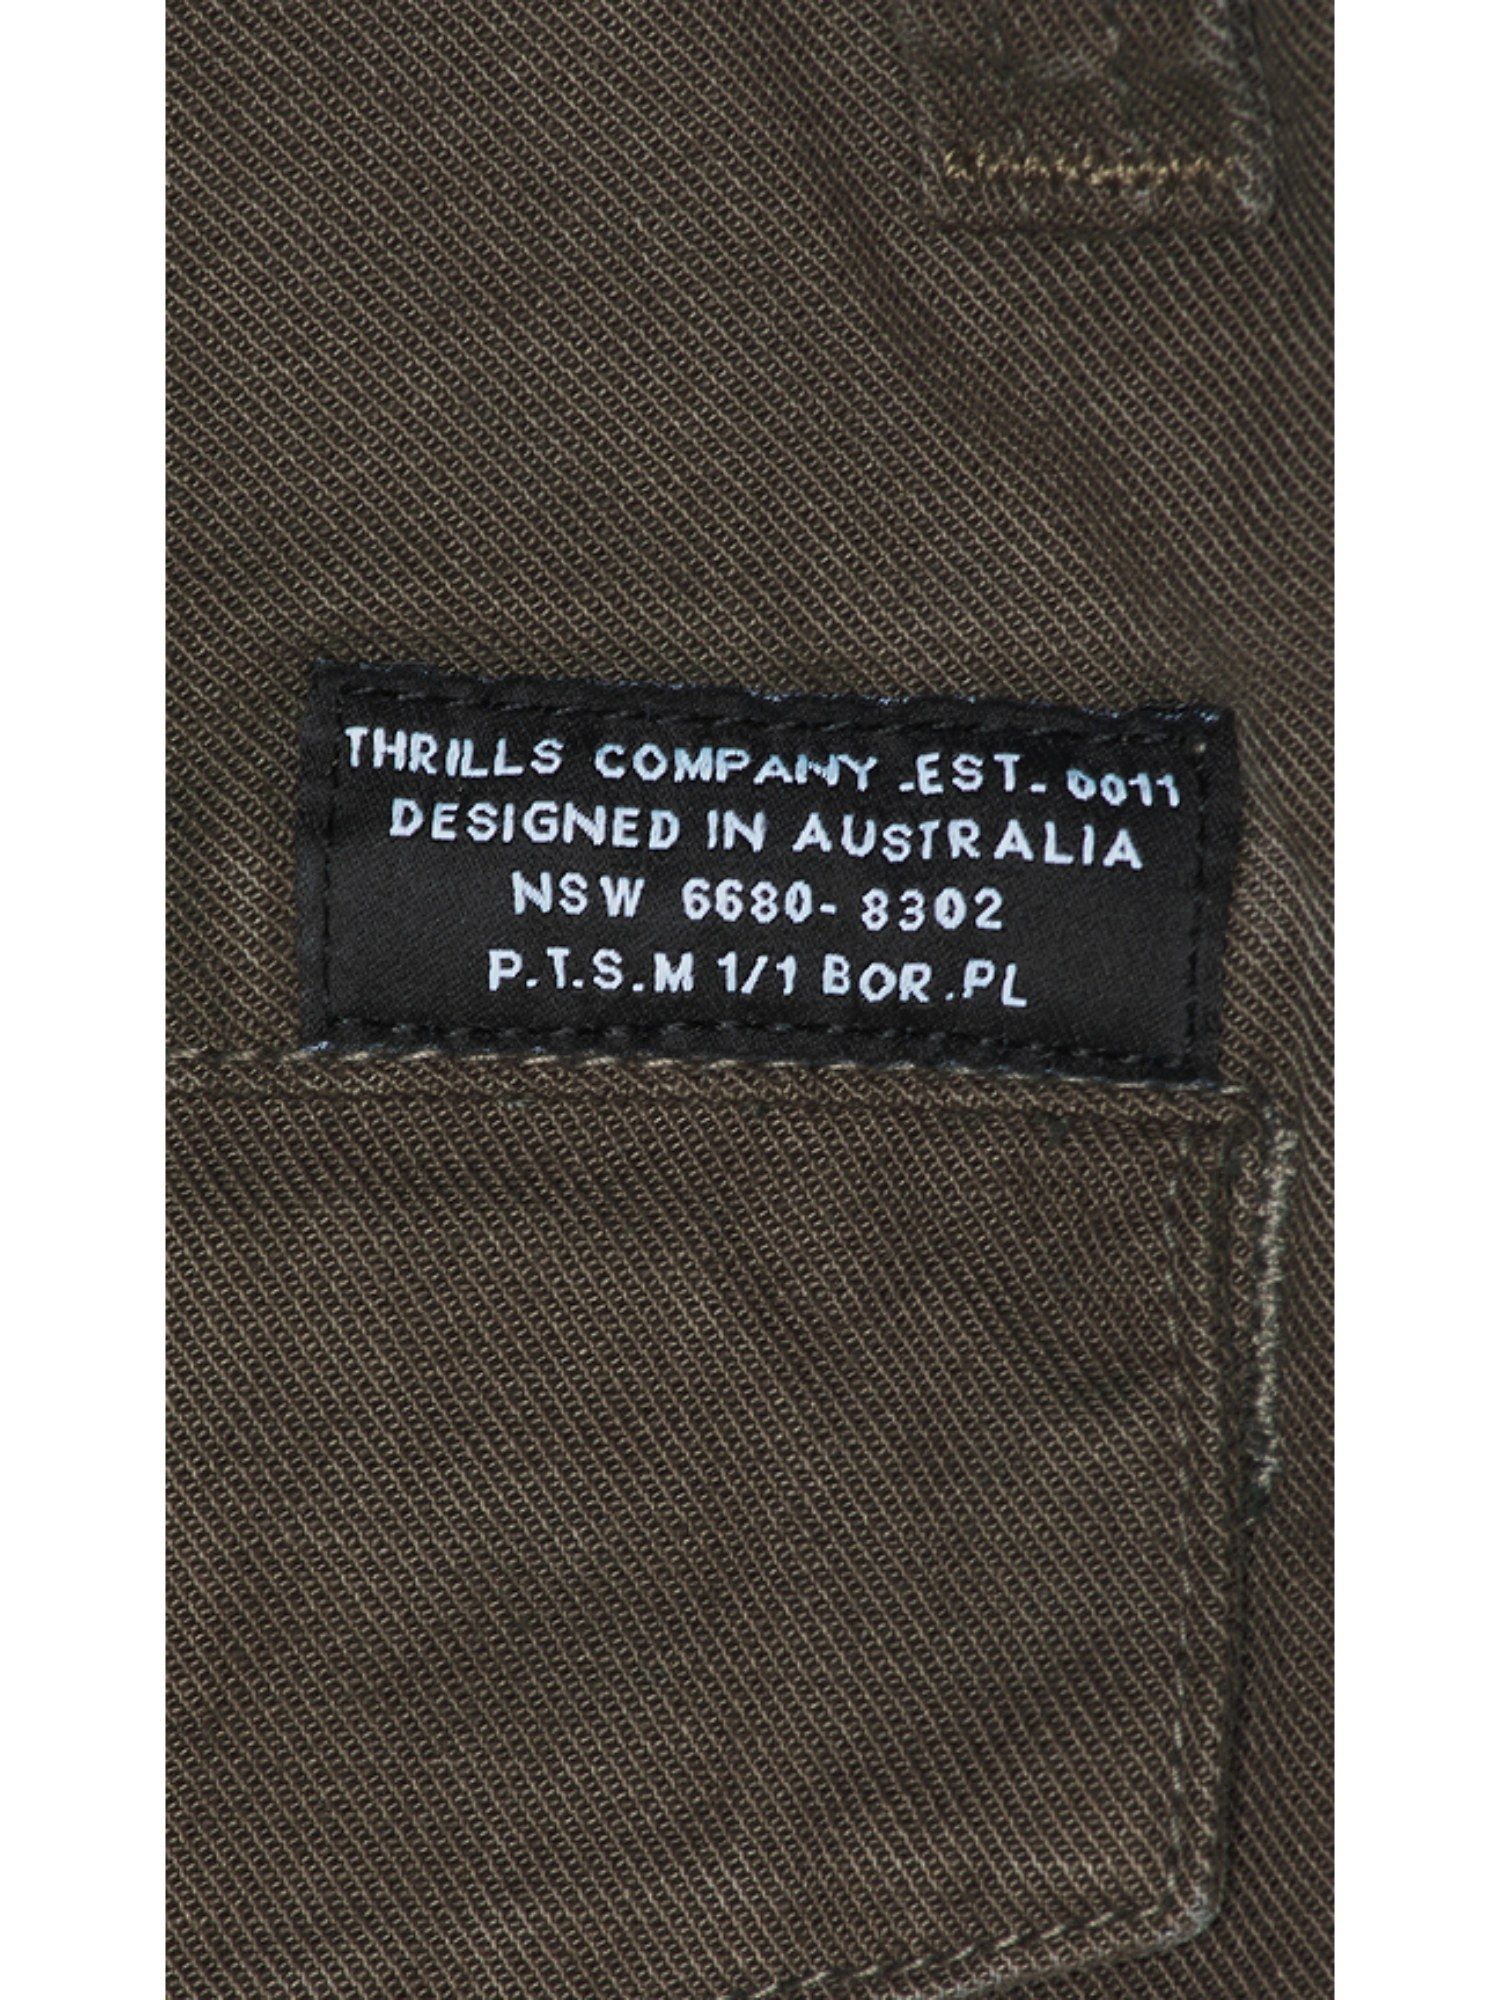 THRILLS COMPANY .EST. 0011
DESIGNED IN AUSTRALIA
NSW 6680-8302
P.T.S.M 1/1 BOR.PL